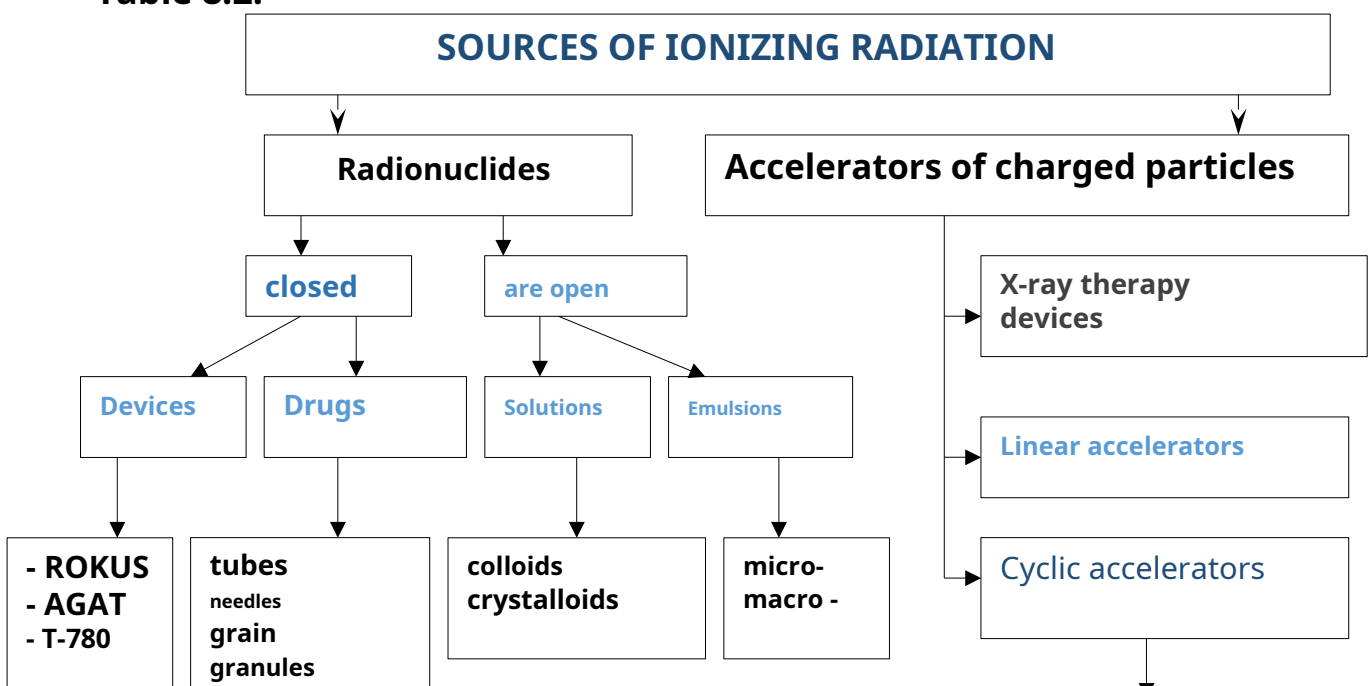 SOURCES OF IONIZING RADIATION
Radionuclides
Accelerators of charged particles
closed
are open
X-ray therapy
devices
Devices
Drugs
Solutions
Emulsions
Linear accelerators
- ROKUS
- AGAT
- T-780
tubes
needles
grain
granules
colloids
crystalloids
micro-
macro -
Cyclic accelerators